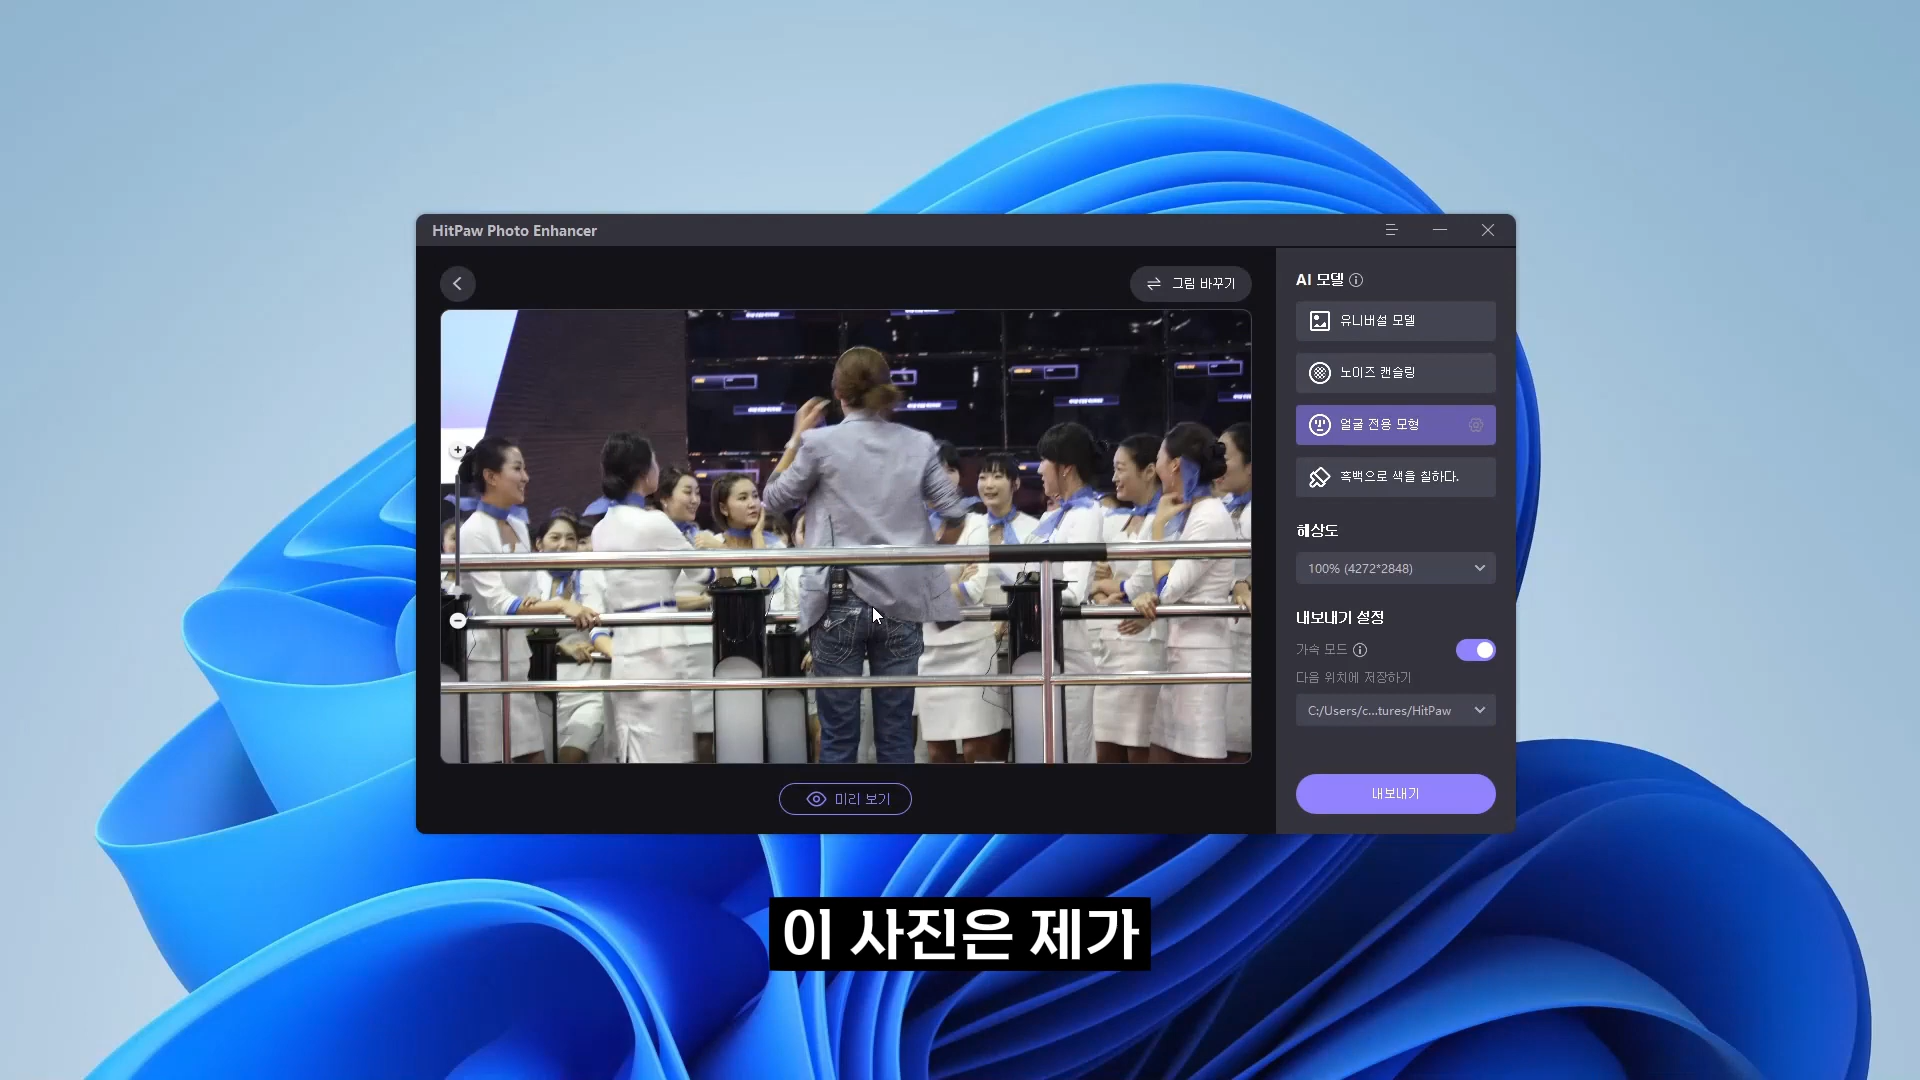 HitPaw Photo Enhancer
그림 바꾸기
AI 모델
유니버설 모델
노이즈 캔슬링
얼굴 전용 모형
흑백으로 색을 칠하다.
해상도
100% (4272*2848)
내보내기 설정
가속 모드
다음 위치에 저장하기
C:/Users/c...tures/HitPaw
미리 보기
내보내기
이 사진은 제가